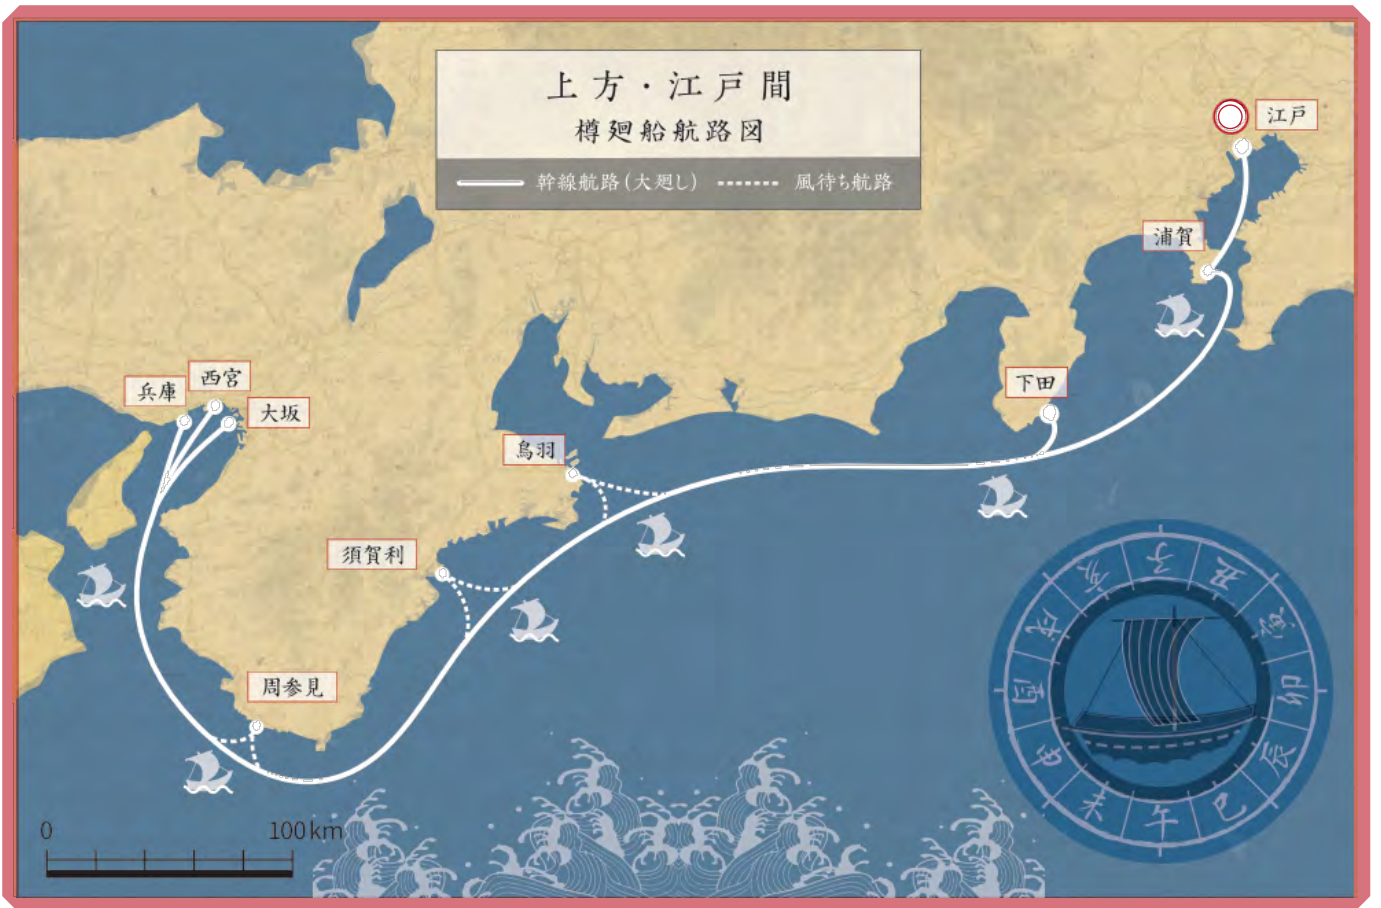 上方・江戸間
樽廻船航路図
幹線航路(大廻し) 風待ち航路
江戸
浦賀
下田
西宮
兵庫
大坂
鳥羽
須賀利
周参見
0 100km
子
丑
寅
卯
辰
巳
午
未
申
酉
戌
亥